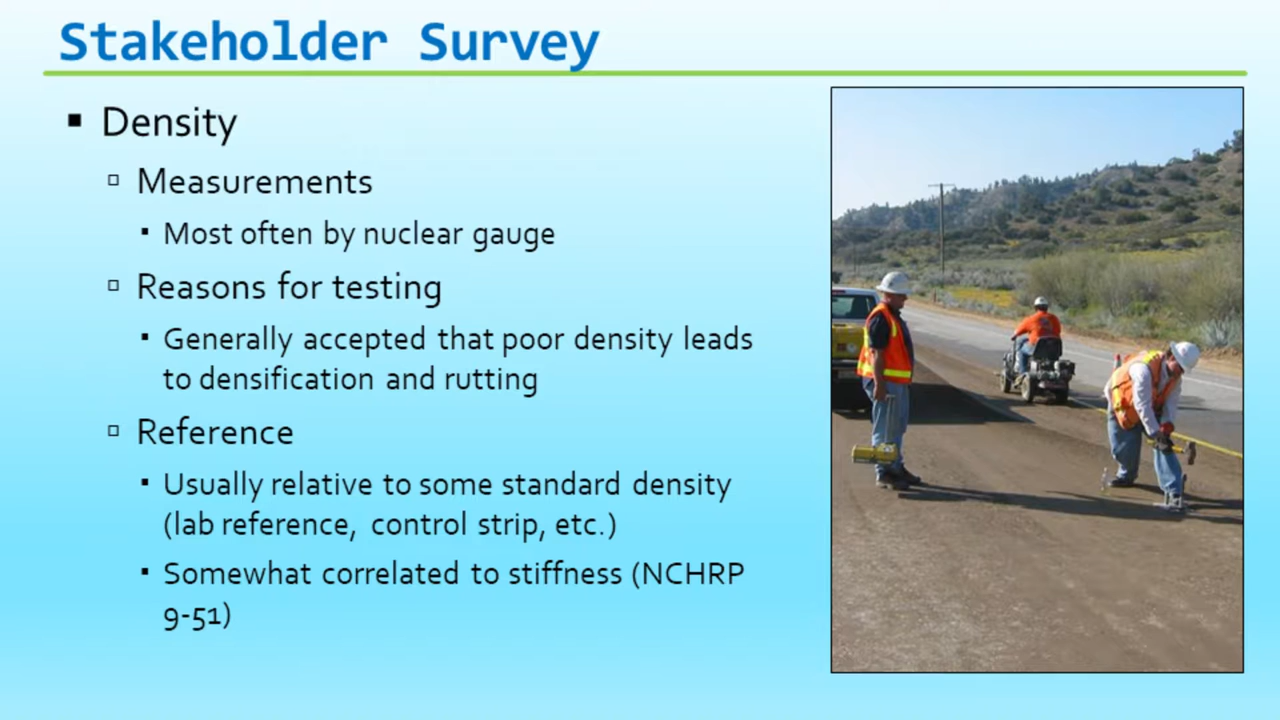 Stakeholder Survey
Density
Measurements
Most often by nuclear gauge
Reasons for testing
Generally accepted that poor density leads
to densification and rutting
Reference
Usually relative to some standard density
(lab reference, control strip, etc.)
Somewhat correlated to stiffness (NCHRP
9-51)